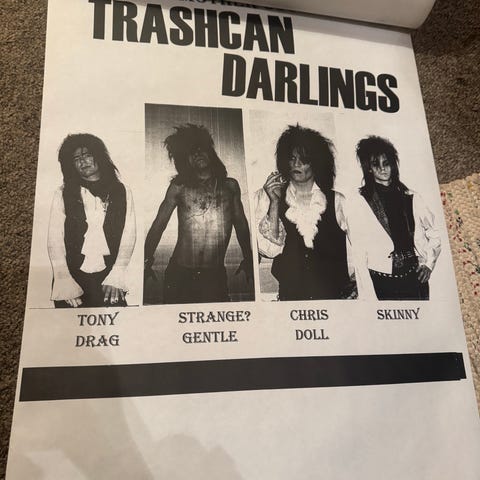 TRASHCAN
DARLINGS
TONY
DRAG
STRANGE?
GENTLE
CHRIS
DOLL
SKINNY